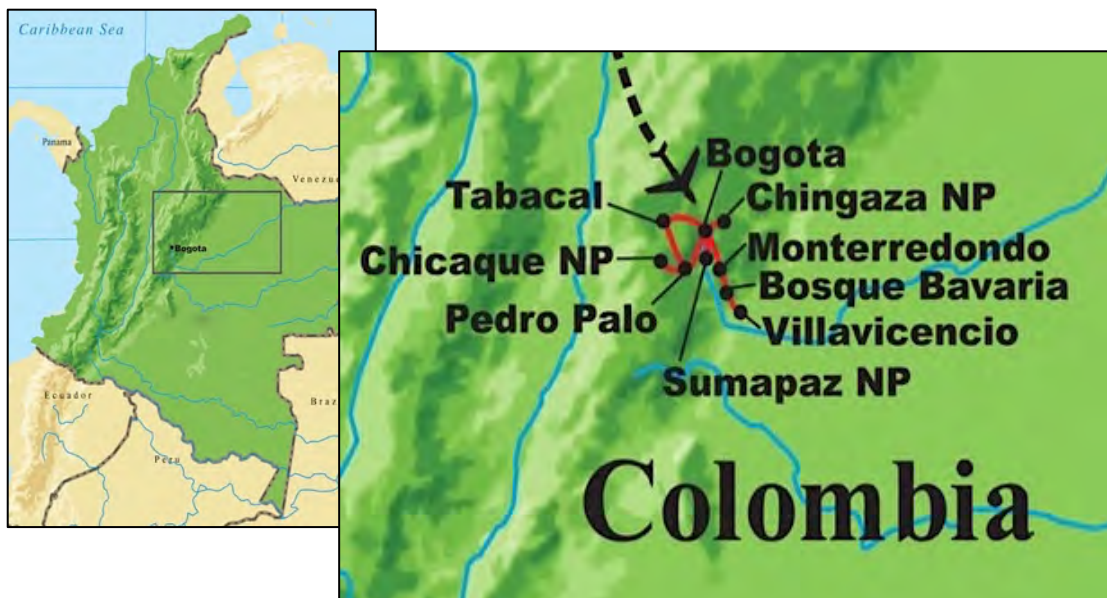 Caribbean Sea
Panama
Venezu
Bogota
Ecuador
Peru
Braz
Bogota
Tabacal
Chingaza NP
Chicaque NP
Monterredondo
Bosque Bavaria
Pedro Palo
Villavicencio
Sumapaz NP
Colombia